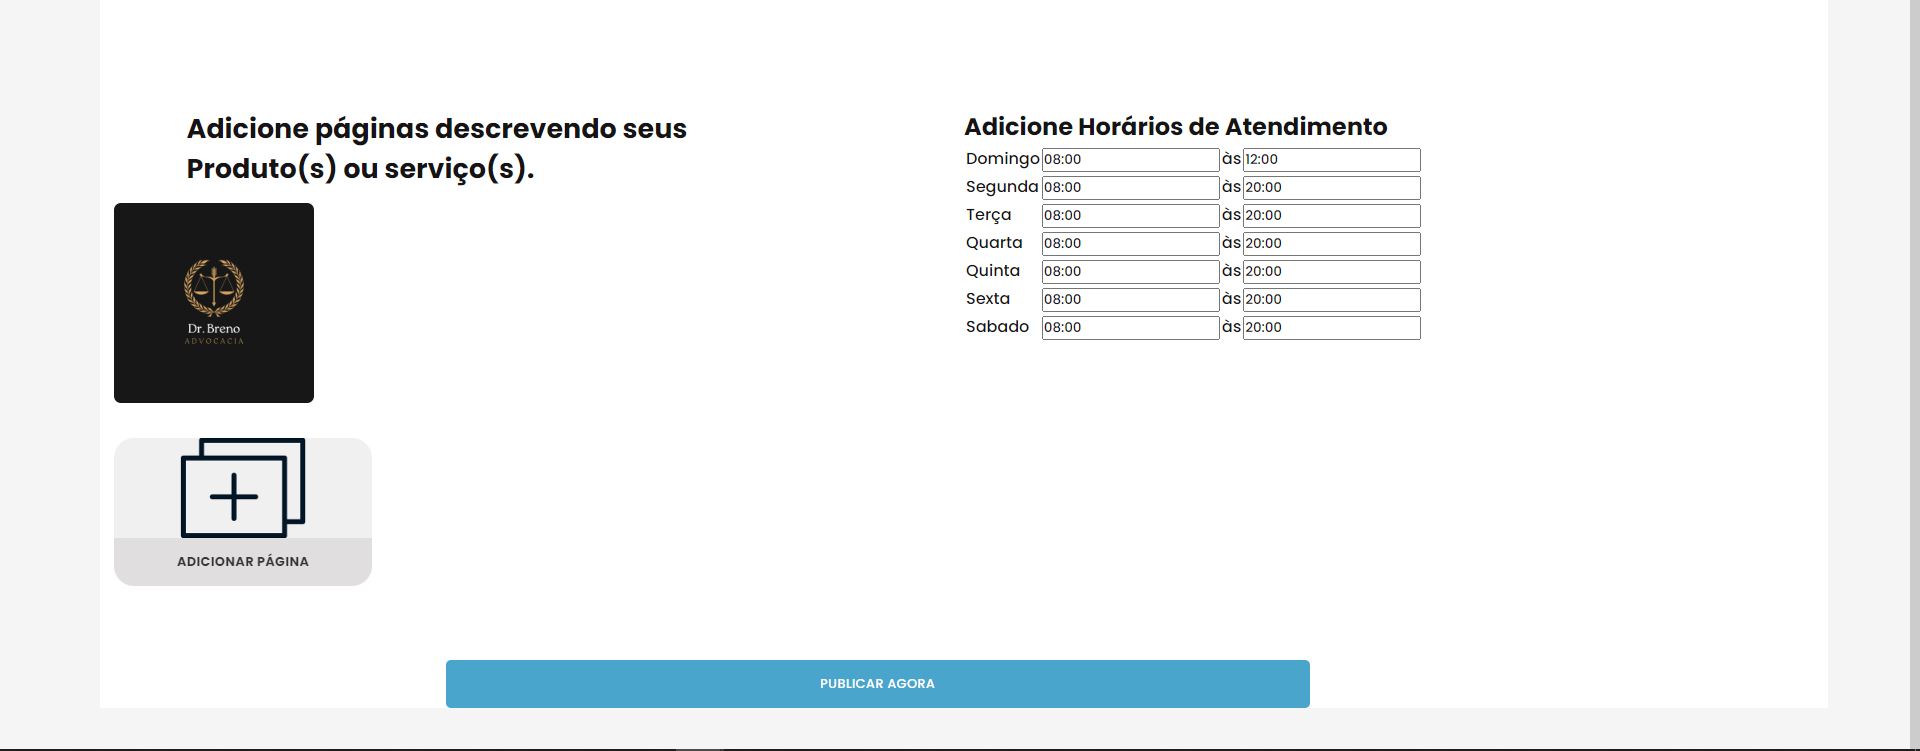 Adicione páginas descrevendo seus
Produto(s) ou serviço(s).
Dr. Breno
ADVOCACIA
ADICIONAR PÁGINA
Adicione Horários de Atendimento
Domingo 08:00 às 12:00
Segunda 08:00 às 20:00
Terça 08:00 às 20:00
Quarta 08:00 às 20:00
Quinta 08:00 às 20:00
Sexta 08:00 às 20:00
Sabado 08:00 às 20:00
PUBLICAR AGORA